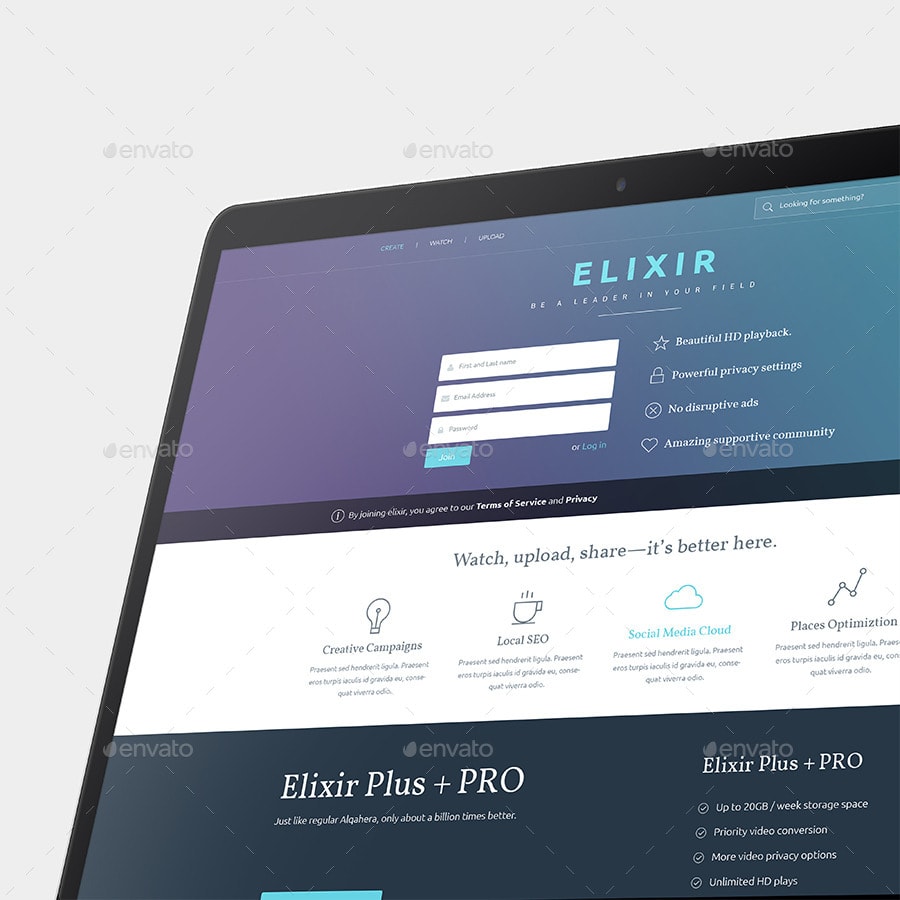 Looking for something?
CREATE | WATCH | UPLOAD
ELIXIR
BE A LEADER IN YOUR FIELD
First and Last name
Email Address
Password
Join
or Log in
Beautiful HD playback.
Powerful privacy settings
No disruptive ads
Amazing supportive community
By joining elixir, you agree to our Terms of Service and Privacy
Watch, upload, share—it's better here.
Creative Campaigns
Praesent sed hendrerit ligula. Praesent
eros turpis iaculis id gravida eu, conse-
quat viverra odio.
Local SEO
Praesent sed hendrerit ligula. Praesent
eros turpis iaculis id gravida eu, conse-
quat viverra odio.
Social Media Cloud
Praesent sed hendrerit ligula. Praesent
eros turpis iaculis id gravida eu, conse-
quat viverra odio.
Places Optimiztion
Praesent sed hendrerit ligula.
eros turpis iaculis id gravida eu,
quat viverra odio.
Elixir Plus + PRO
Just like regular Alqahera, only about a billion times better.
Elixir Plus + PRO
Up to 20GB / week storage space
Priority video conversion
More video privacy options
Unlimited HD plays
envato
envato
envato
envato
envato
envato
envato
envato
envato